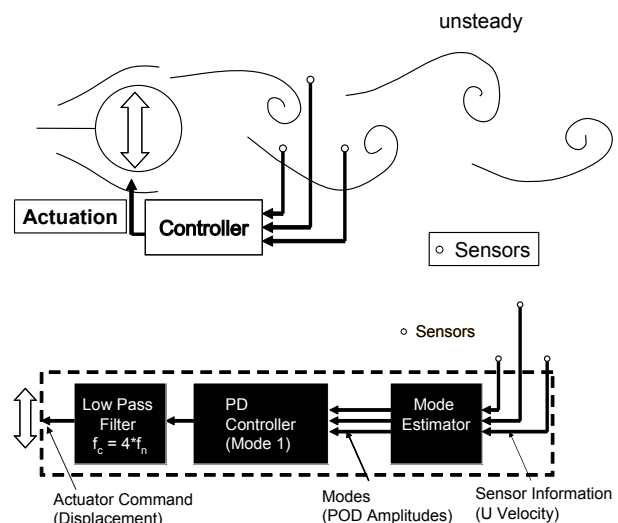 unsteady
Actuation
Controller
Sensors
Sensors
Low Pass
Filter
f_c = 4*f_n
PD
Controller
(Mode 1)
Mode
Estimator
Actuator Command
(Displacement)
Modes
(POD Amplitudes)
Sensor Information
(U Velocity)